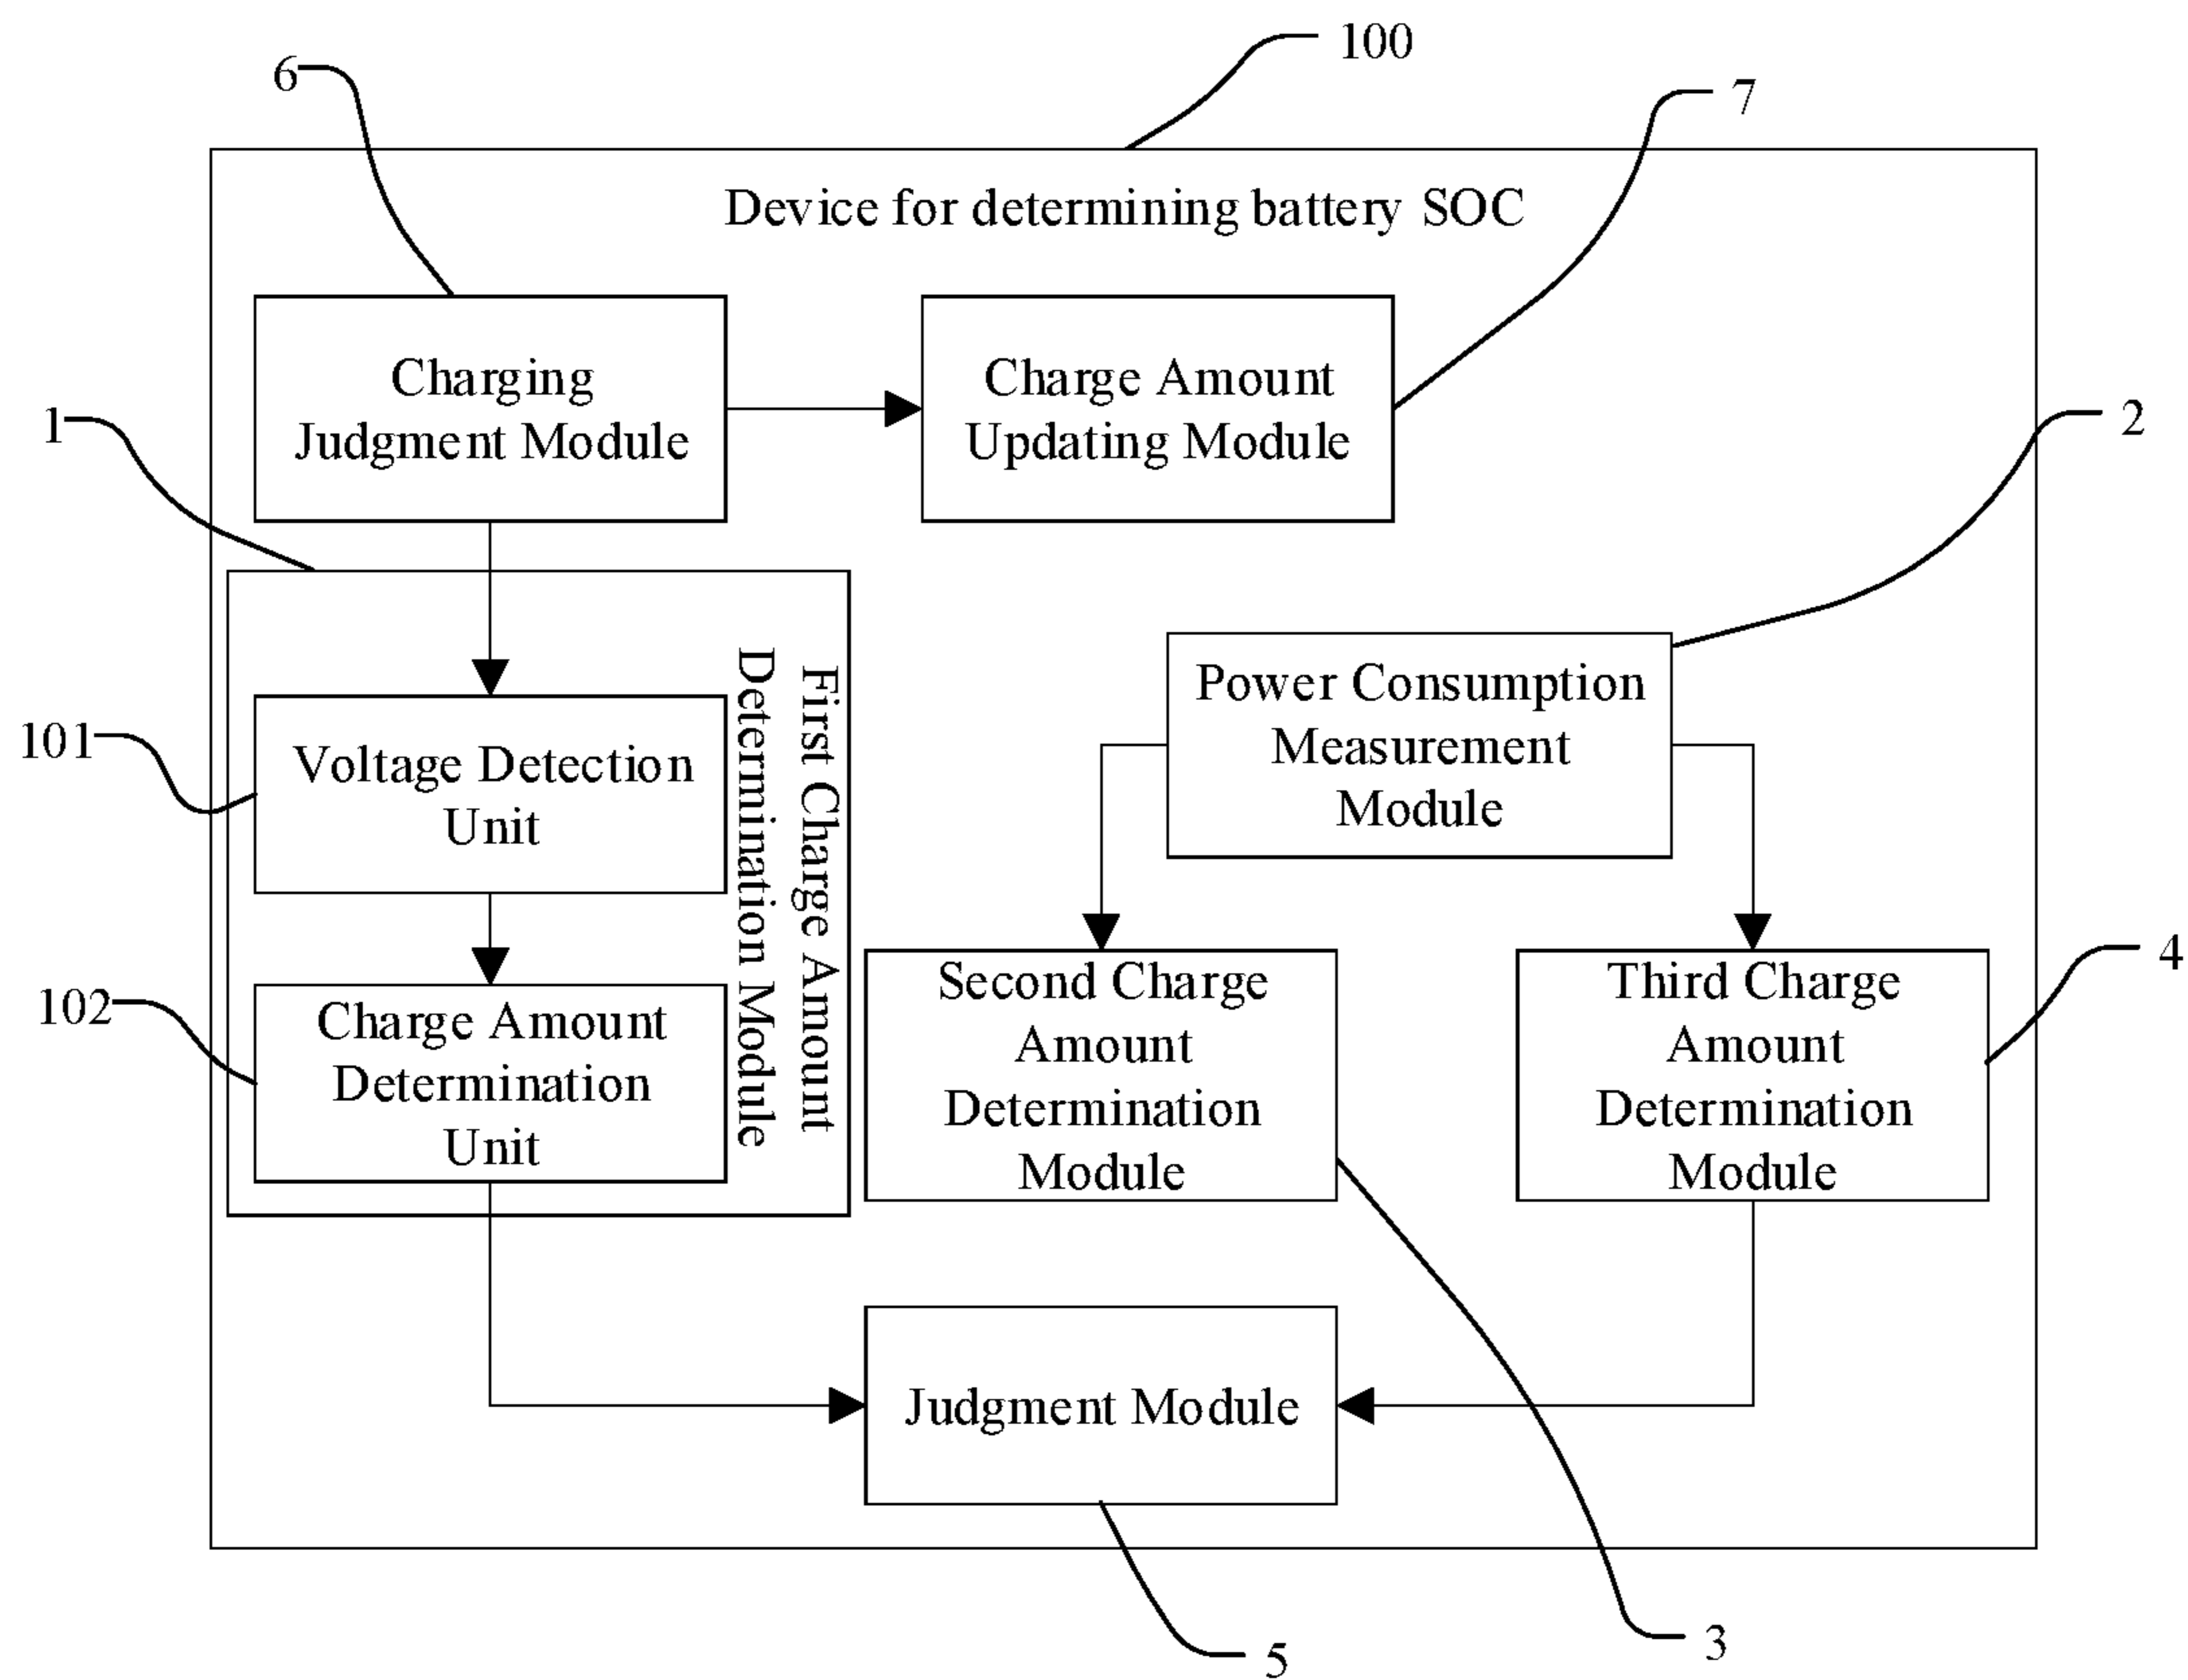 100
6
7
Device for determining battery SOC
Charging
Judgment Module
Charge Amount
Updating Module
1
2
First Charge Amount
Determination Module
Power Consumption
Measurement
Module
101
Voltage Detection
Unit
102
Charge Amount
Determination
Unit
Second Charge
Amount
Determination
Module
Third Charge
Amount
Determination
Module
4
Judgment Module
3
5